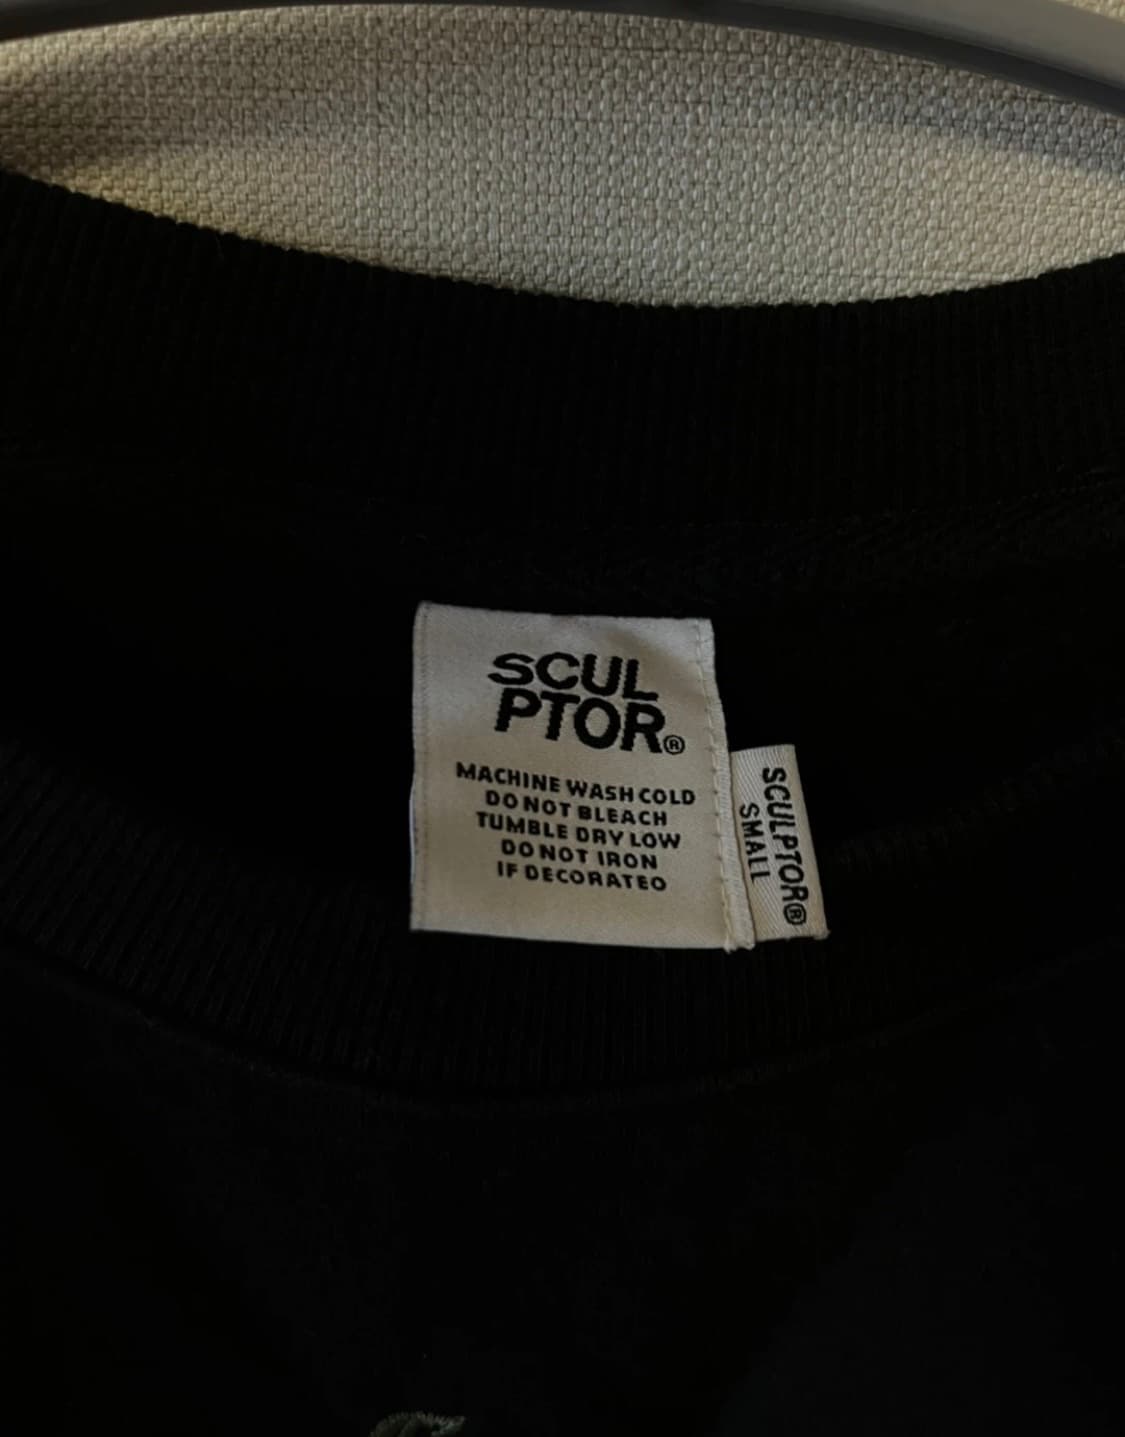 SCUL
PTOR®
MACHINE WASH COLD
DO NOT BLEACH
TUMBLE DRY LOW
DO NOT IRON
IF DECORATED
SCULPTOR®
SMALL